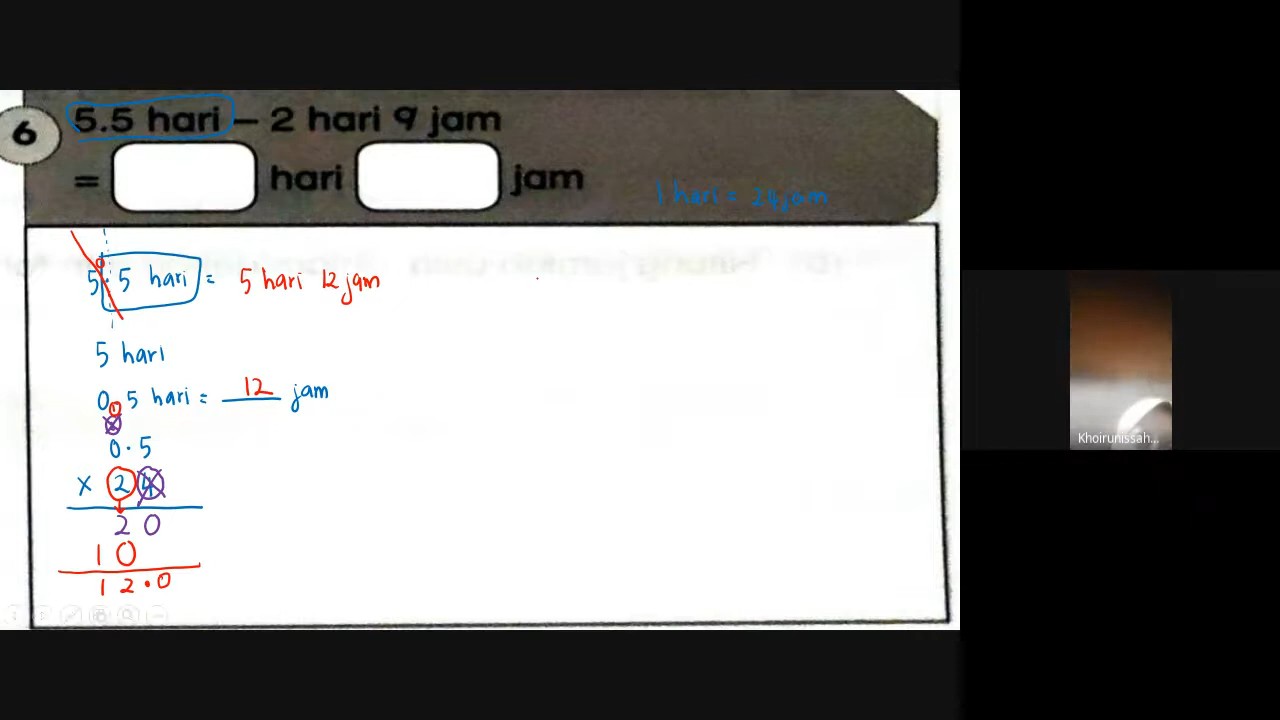 6
5.5 hari – 2 hari 9 jam
= hari jam
1 hari = 24 jam
5.5 hari = 5 hari 12 jam
5 hari
0.5 hari = 12 jam
0.5
x 24
20
10
12.0
Khoirunissah...